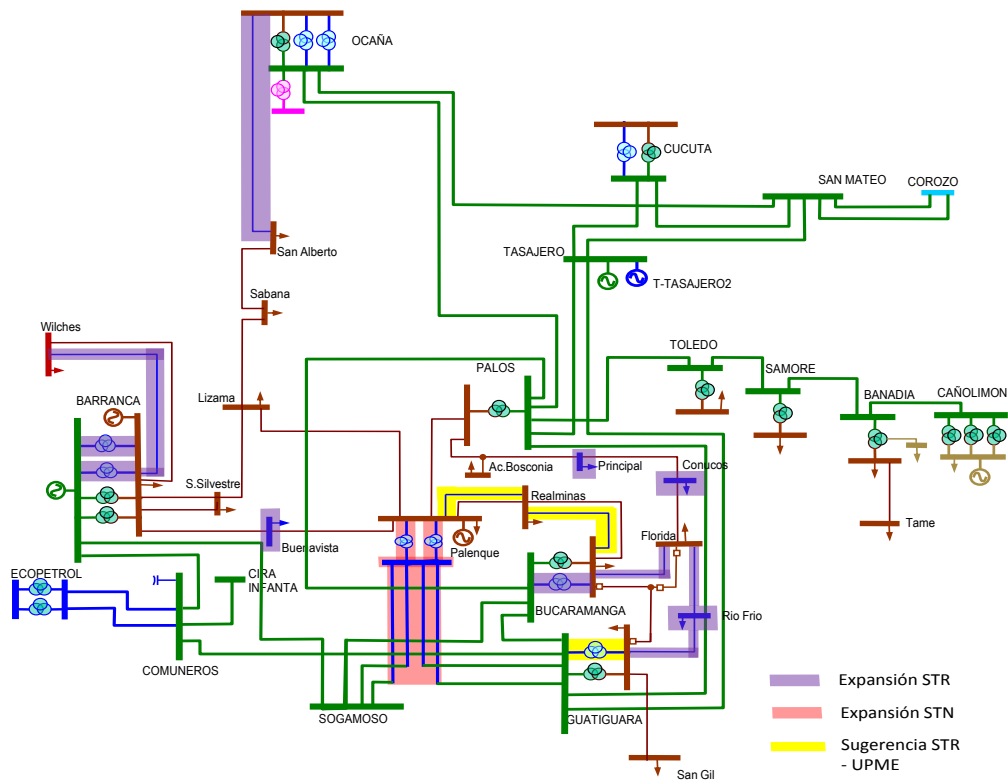 OCAÑA
CUCUTA
SAN MATEO
COROZO
San Alberto
TASAJERO
T-TASAJERO2
Sabana
Wilches
TOLEDO
SAMORE
PALOS
BANADIA
CAÑOLIMON
BARRANCA
Lizama
Ac.Bosconia
Principal
Conucos
S.Silvestre
Realminas
Tame
Buenavista
Palenque
Florida
ECOPETROL
CIRA
INFANTA
BUCARAMANGA
Rio Frio
COMUNEROS
SOGAMOSO
GUATIGUARA
San Gil
Expansión STR
Expansión STN
Sugerencia STR
- UPME